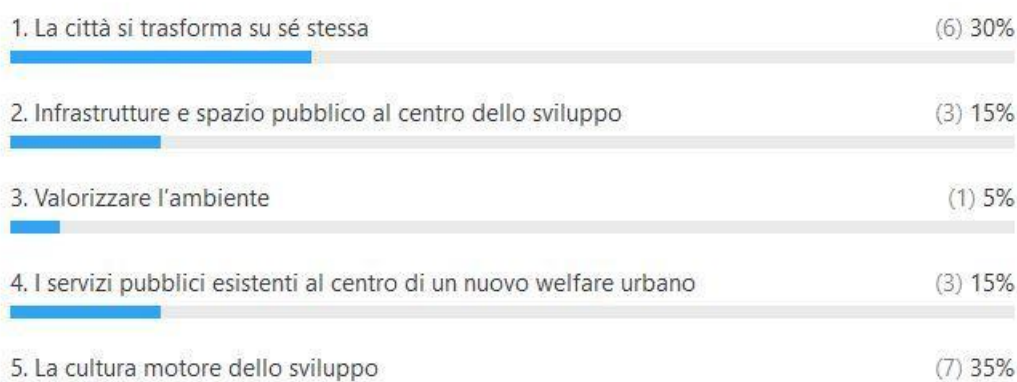 1. La città si trasforma su sé stessa (6) 30%
2. Infrastrutture e spazio pubblico al centro dello sviluppo (3) 15%
3. Valorizzare l'ambiente (1) 5%
4. I servizi pubblici esistenti al centro di un nuovo welfare urbano (3) 15%
5. La cultura motore dello sviluppo (7) 35%